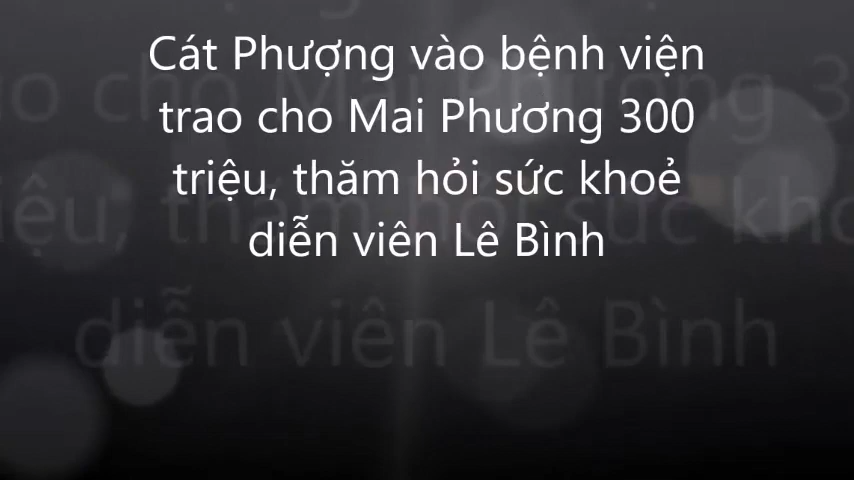 Cát Phượng vào bệnh viện
trao cho Mai Phương 300
triệu, thăm hỏi sức khoẻ
diễn viên Lê Bình